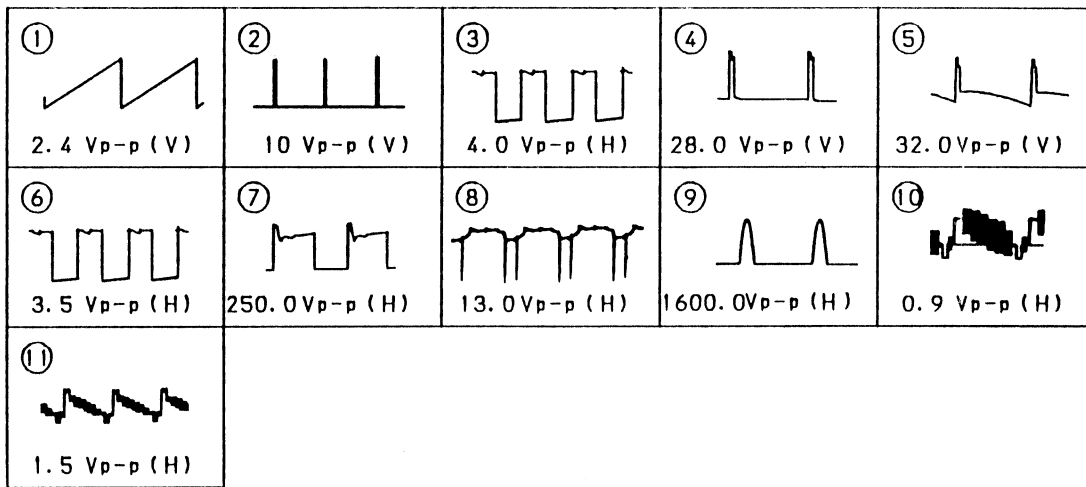 ① ② ③ ④ ⑤
2.4 Vp-p (V) 10 Vp-p (V) 4.0 Vp-p (H) 28.0 Vp-p (V) 32.0Vp-p (V)
⑥ ⑦ ⑧ ⑨ ⑩
3.5 Vp-p (H) 250.0Vp-p (H) 13.0Vp-p (H) 1600.0Vp-p (H) 0.9 Vp-p (H)
⑪
1.5 Vp-p (H)